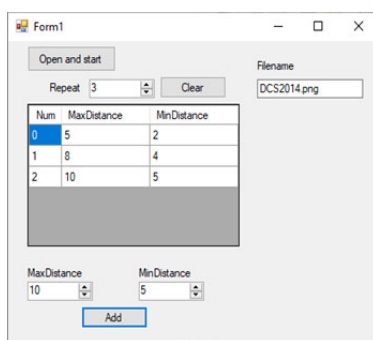 Form1
Open and start
Filename
Repeat 3 Clear
DCS2014.png
Num MaxDistance MinDistance
0 5 2
1 8 4
2 10 5
MaxDistance MinDistance
10 5
Add